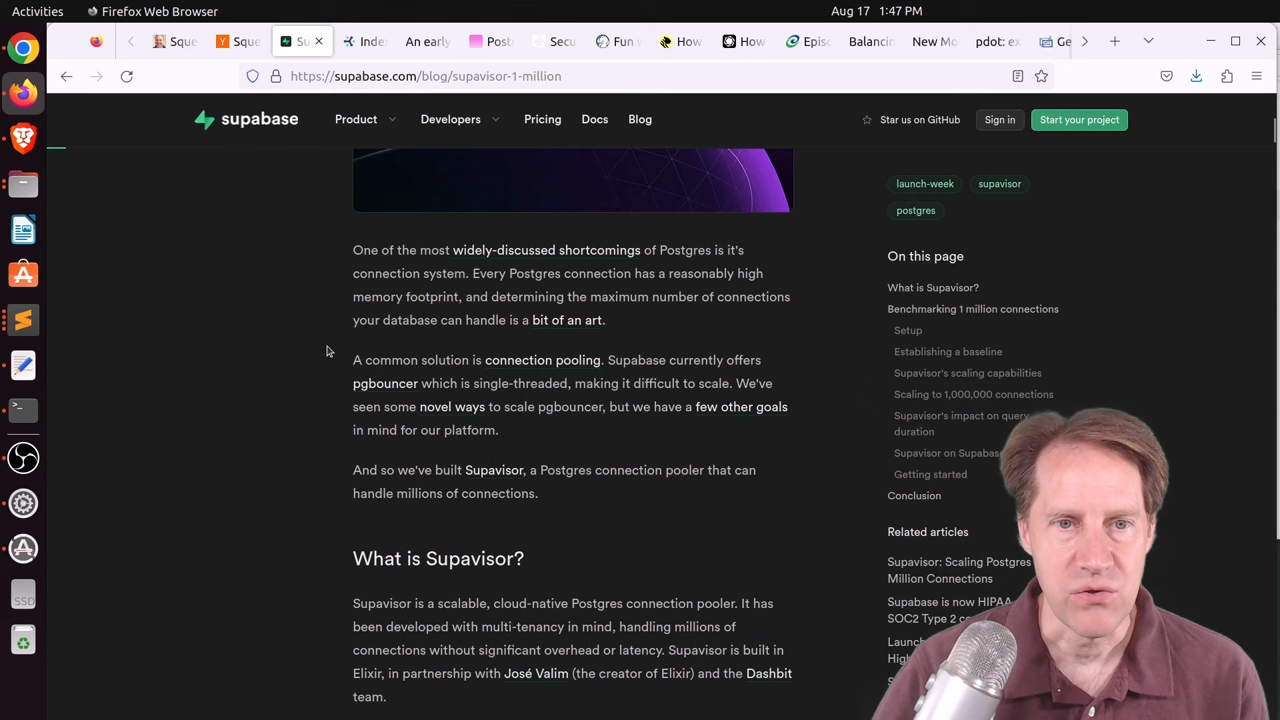 Activities
Firefox Web Browser
Aug 17 1:47 PM
Sque
Sque
Su
Index
An early
Post
Secu
Fun
How
How
Episo
Balancin
New Mo
pdot: ex
Ge
https://supabase.com/blog/supavisor-1-million
supabase
Product
Developers
Pricing
Docs
Blog
Star us on GitHub
Sign in
Start your project
launch-week
supavisor
postgres
One of the most widely-discussed shortcomings of Postgres is it's
connection system. Every Postgres connection has a reasonably high
memory footprint, and determining the maximum number of connections
your database can handle is a bit of an art.
A common solution is connection pooling. Supabase currently offers
pgbouncer which is single-threaded, making it difficult to scale. We've
seen some novel ways to scale pgbouncer, but we have a few other goals
in mind for our platform.
And so we've built Supavisor, a Postgres connection pooler that can
handle millions of connections.
What is Supavisor?
Supavisor is a scalable, cloud-native Postgres connection pooler. It has
been developed with multi-tenancy in mind, handling millions of
connections without significant overhead or latency. Supavisor is built in
Elixir, in partnership with José Valim (the creator of Elixir) and the Dashbit
team.
On this page
What is Supavisor?
Benchmarking 1 million connections
Setup
Establishing a baseline
Supavisor's scaling capabilities
Scaling to 1,000,000 connections
Supavisor's impact on query
duration
Supavisor on Supabas
Getting started
Conclusion
Related articles
Supavisor: Scaling Postgres
Million Connections
Supabase is now HIPAA
SOC2 Type 2 co
Launch
High
SSD